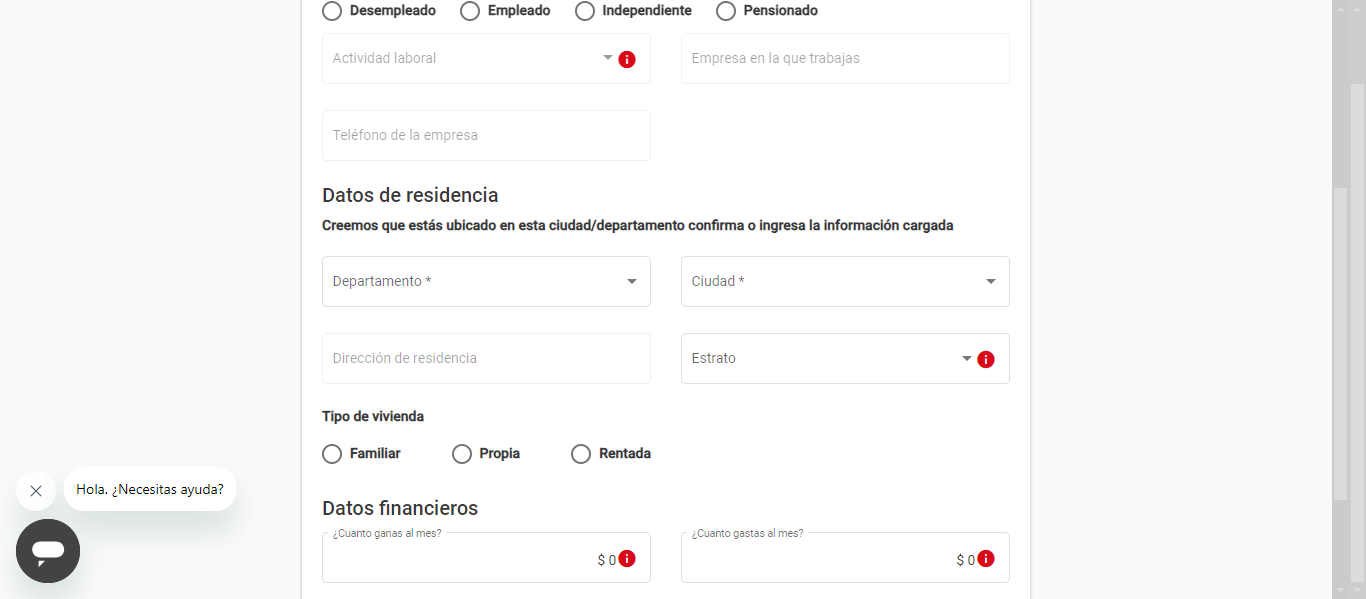 Desempleado Empleado Independiente Pensionado
Actividad laboral
Empresa en la que trabajas
Teléfono de la empresa
Datos de residencia
Creemos que estás ubicado en esta ciudad/departamento confirma o ingresa la información cargada
Departamento *
Ciudad *
Dirección de residencia
Estrato
Tipo de vivienda
Familiar Propia Rentada
Hola. ¿Necesitas ayuda?
Datos financieros
¿Cuanto ganas al mes?
$ 0
¿Cuanto gastas al mes?
$ 0